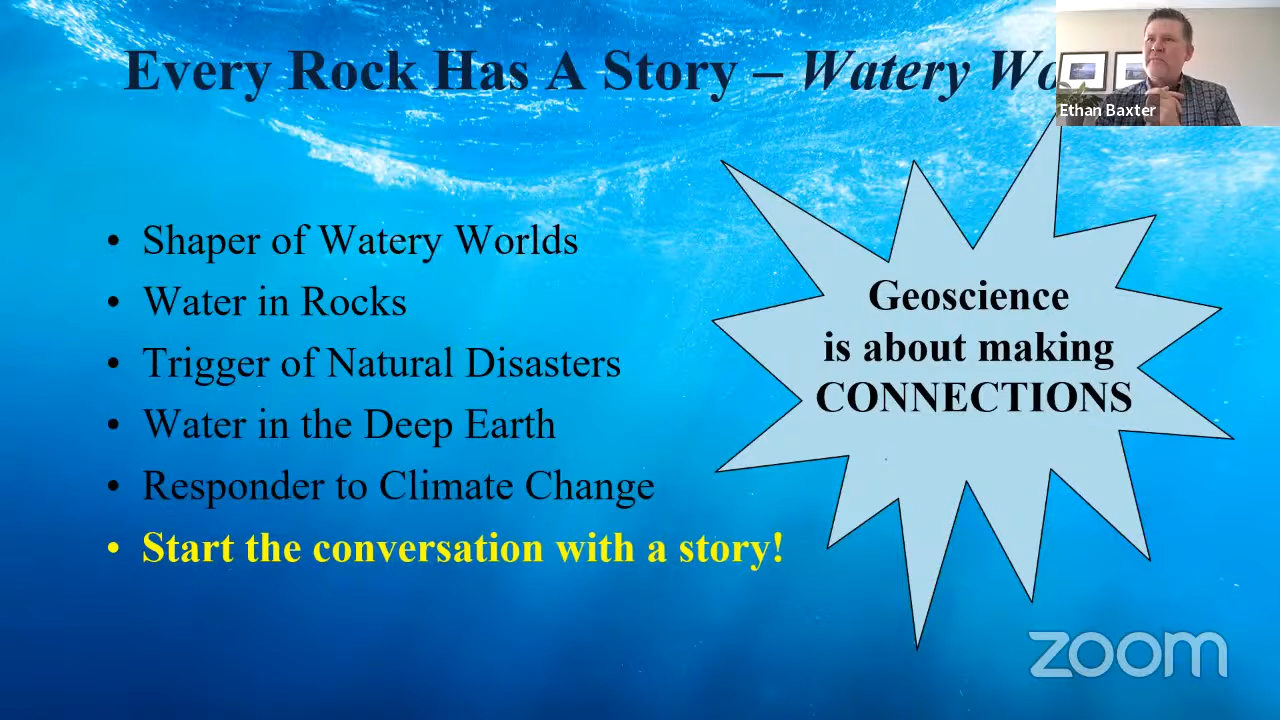 Every Rock Has A Story – Watery
Ethan Baxter
• Shaper of Watery Worlds
• Water in Rocks
• Trigger of Natural Disasters
• Water in the Deep Earth
• Responder to Climate Change
• Start the conversation with a story!
Geoscience
is about making
CONNECTIONS
zoom